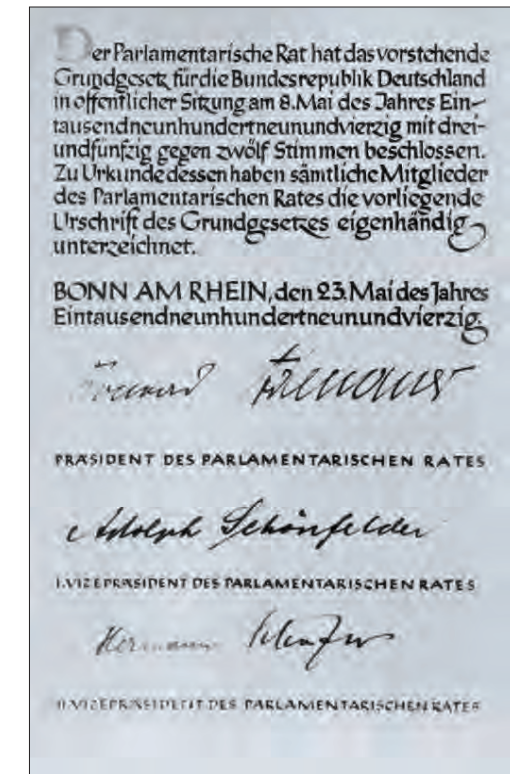 Der Parlamentarische Rat hat das vorstehende
Grundgesetz für die Bundesrepublik Deutschland
in öffentlicher Sitzung am 8. Mai des Jahres Ein-
tausendneunhundertneunundvierzig mit drei-
undfünfzig gegen zwölf Stimmen beschlossen.
Zu Urkunde dessen haben sämtliche Mitglieder
des Parlamentarischen Rates die vorliegende
Urschrift des Grundgesetzes eigenhändig
unterzeichnet.
BONN AM RHEIN, den 23. Mai des Jahres
Eintausendneunhundertneunundvierzig.
PRÄSIDENT DES PARLAMENTARISCHEN RATES
Adolph Schönfelder
I. VIZEPRÄSIDENT DES PARLAMENTARISCHEN RATES
Hermann Schäfer
II. VIZEPRÄSIDENT DES PARLAMENTARISCHEN RATES